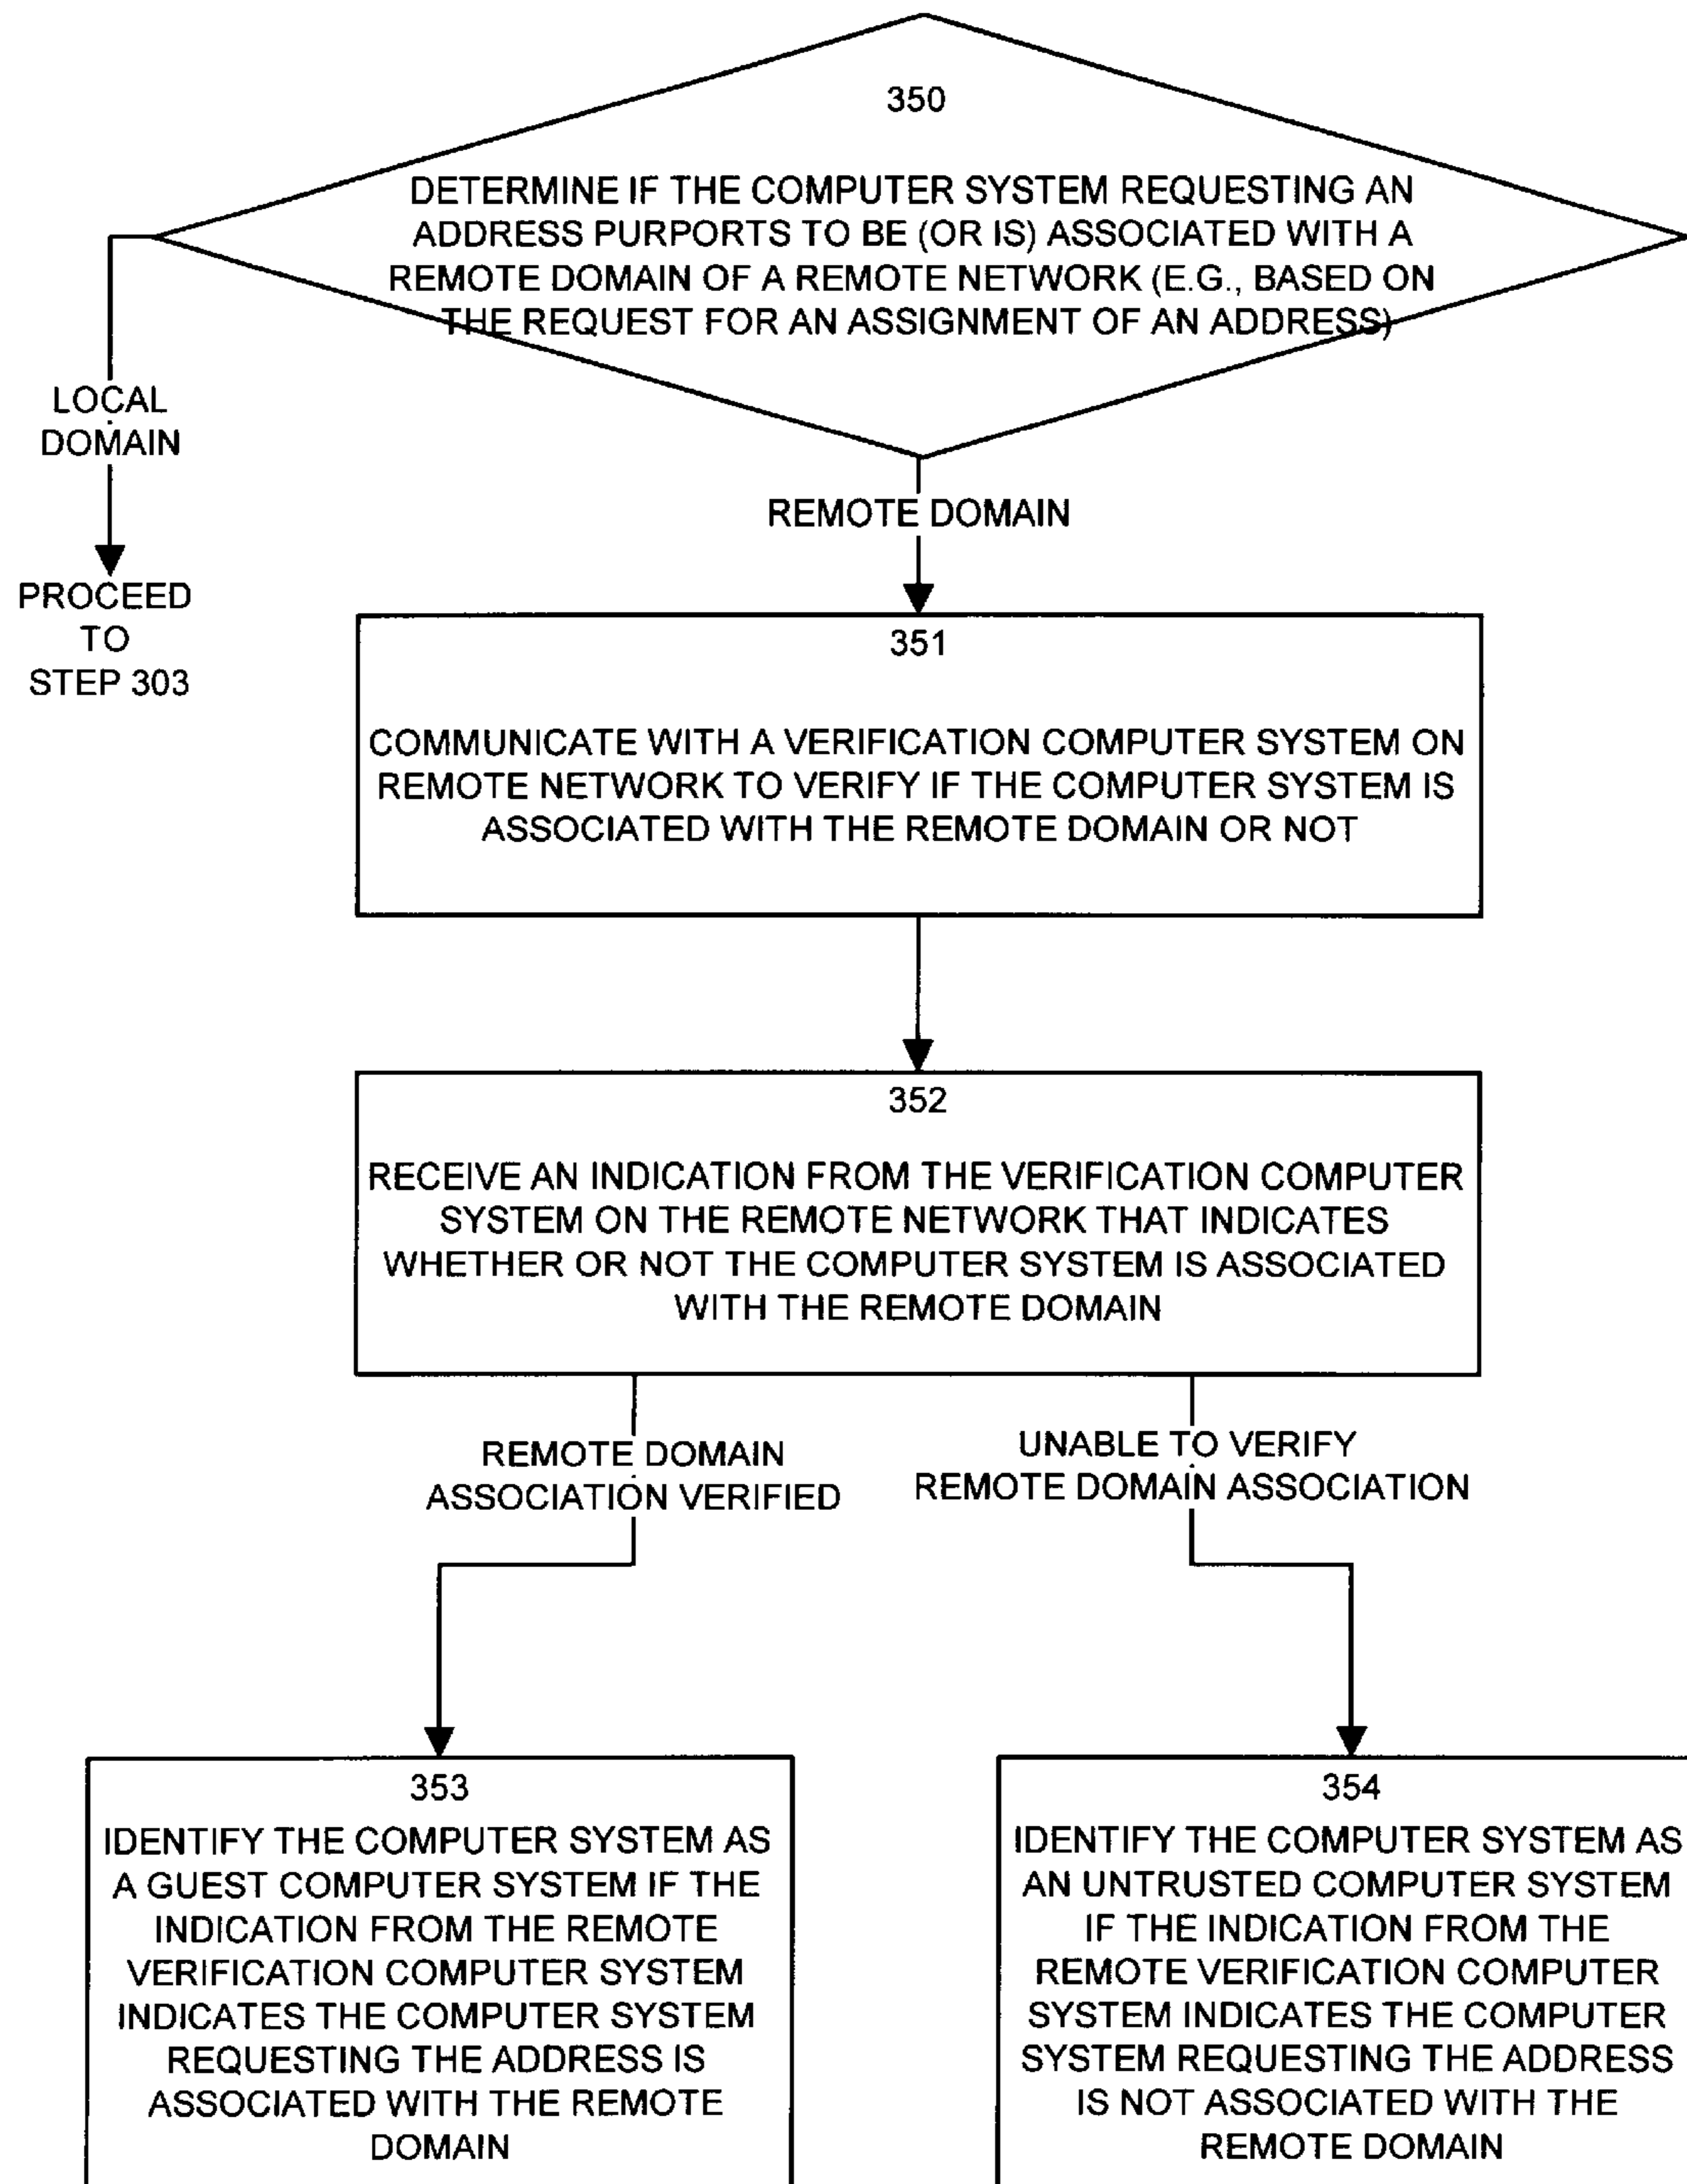 350
DETERMINE IF THE COMPUTER SYSTEM REQUESTING AN
ADDRESS PURPORTS TO BE (OR IS) ASSOCIATED WITH A
REMOTE DOMAIN OF A REMOTE NETWORK (E.G., BASED ON
THE REQUEST FOR AN ASSIGNMENT OF AN ADDRESS)
LOCAL
DOMAIN
PROCEED
TO
STEP 303
REMOTE DOMAIN
351
COMMUNICATE WITH A VERIFICATION COMPUTER SYSTEM ON
REMOTE NETWORK TO VERIFY IF THE COMPUTER SYSTEM IS
ASSOCIATED WITH THE REMOTE DOMAIN OR NOT
352
RECEIVE AN INDICATION FROM THE VERIFICATION COMPUTER
SYSTEM ON THE REMOTE NETWORK THAT INDICATES
WHETHER OR NOT THE COMPUTER SYSTEM IS ASSOCIATED
WITH THE REMOTE DOMAIN
REMOTE DOMAIN
ASSOCIATION VERIFIED
UNABLE TO VERIFY
REMOTE DOMAIN ASSOCIATION
353
IDENTIFY THE COMPUTER SYSTEM AS
A GUEST COMPUTER SYSTEM IF THE
INDICATION FROM THE REMOTE
VERIFICATION COMPUTER SYSTEM
INDICATES THE COMPUTER SYSTEM
REQUESTING THE ADDRESS IS
ASSOCIATED WITH THE REMOTE
DOMAIN
354
IDENTIFY THE COMPUTER SYSTEM AS
AN UNTRUSTED COMPUTER SYSTEM
IF THE INDICATION FROM THE
REMOTE VERIFICATION COMPUTER
SYSTEM INDICATES THE COMPUTER
SYSTEM REQUESTING THE ADDRESS
IS NOT ASSOCIATED WITH THE
REMOTE DOMAIN